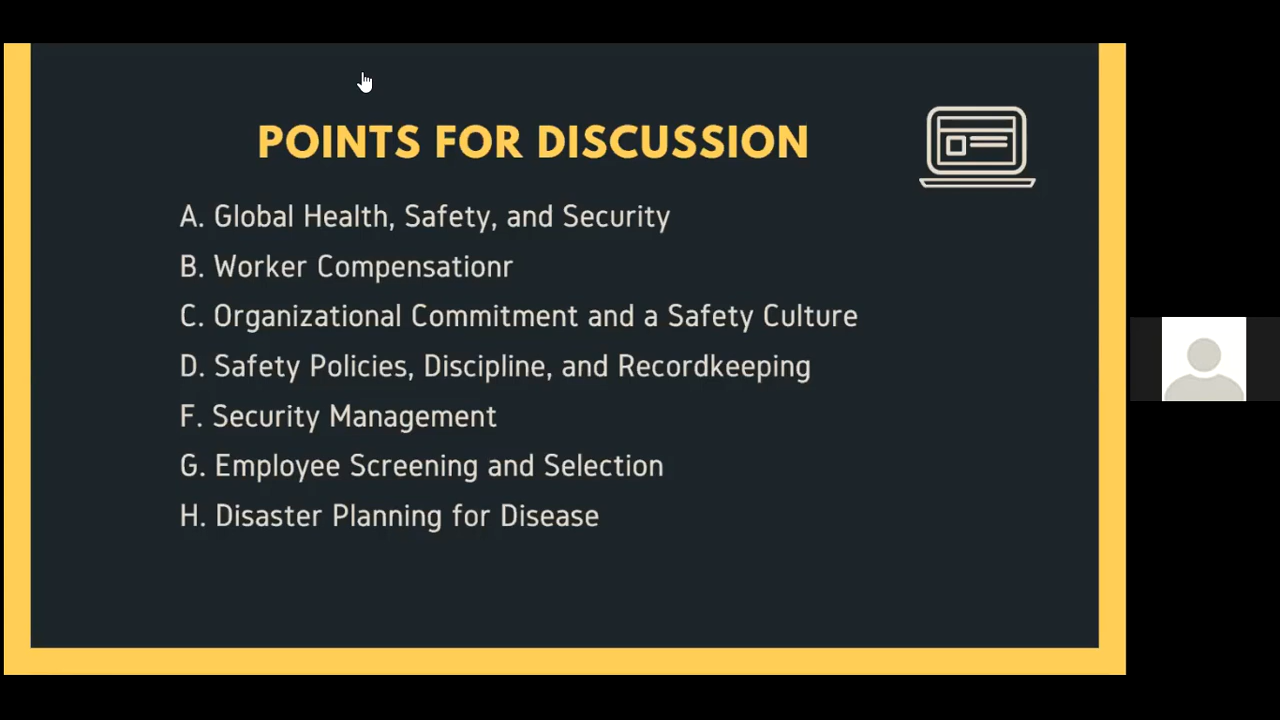 POINTS FOR DISCUSSION
A. Global Health, Safety, and Security
B. Worker Compensationr
C. Organizational Commitment and a Safety Culture
D. Safety Policies, Discipline, and Recordkeeping
F. Security Management
G. Employee Screening and Selection
H. Disaster Planning for Disease